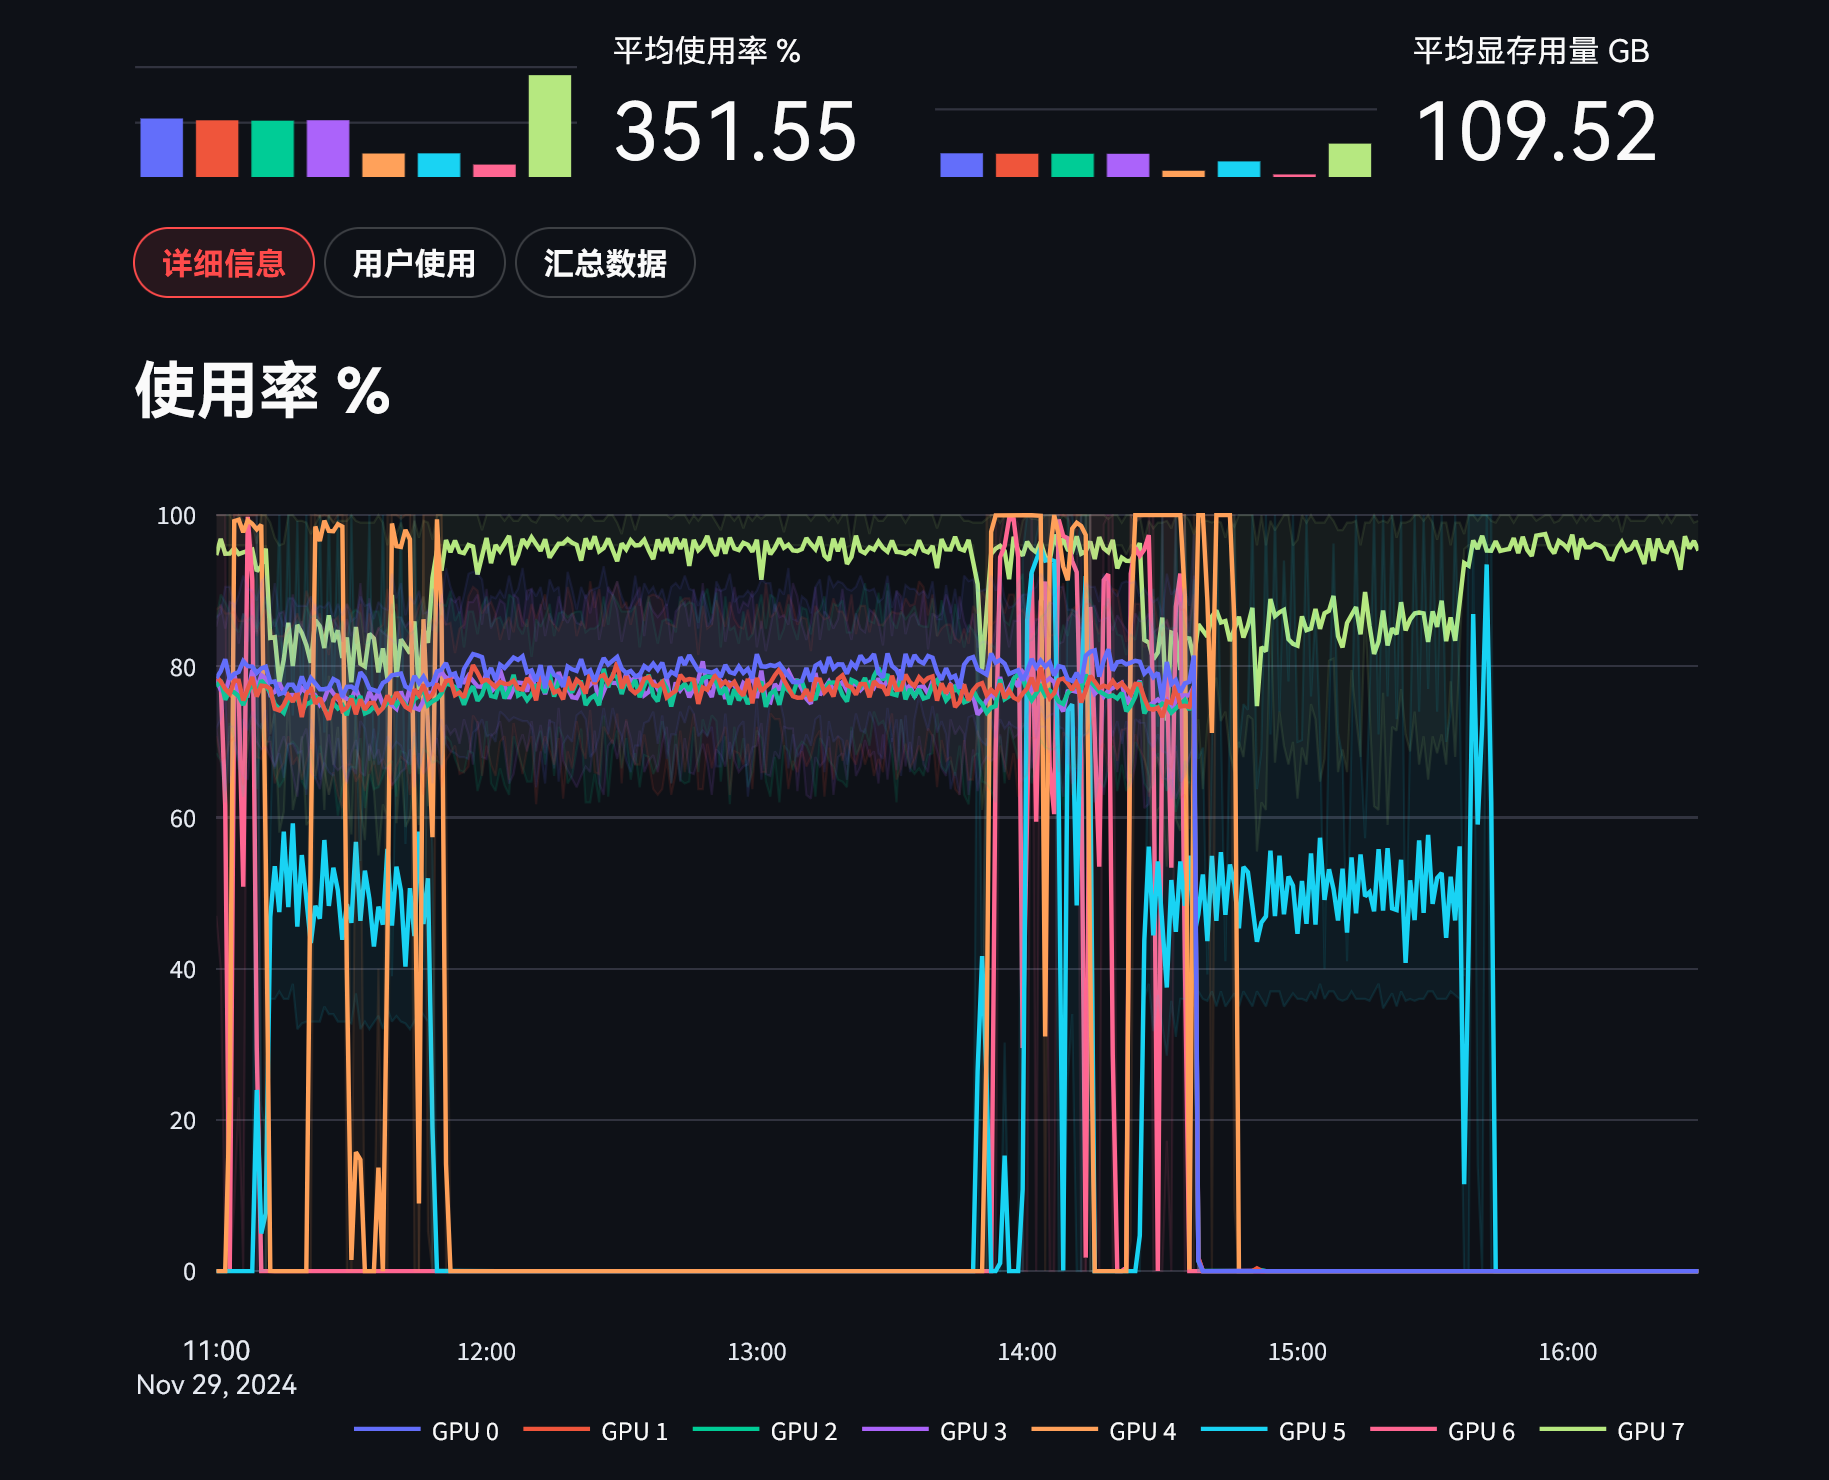 平均使用率 %
351.55
平均显存用量 GB
109.52
详细信息
用户使用
汇总数据
使用率 %
100
80
60
40
20
0
11:00
12:00
13:00
14:00
15:00
16:00
Nov 29, 2024
GPU 0
GPU 1
GPU 2
GPU 3
GPU 4
GPU 5
GPU 6
GPU 7